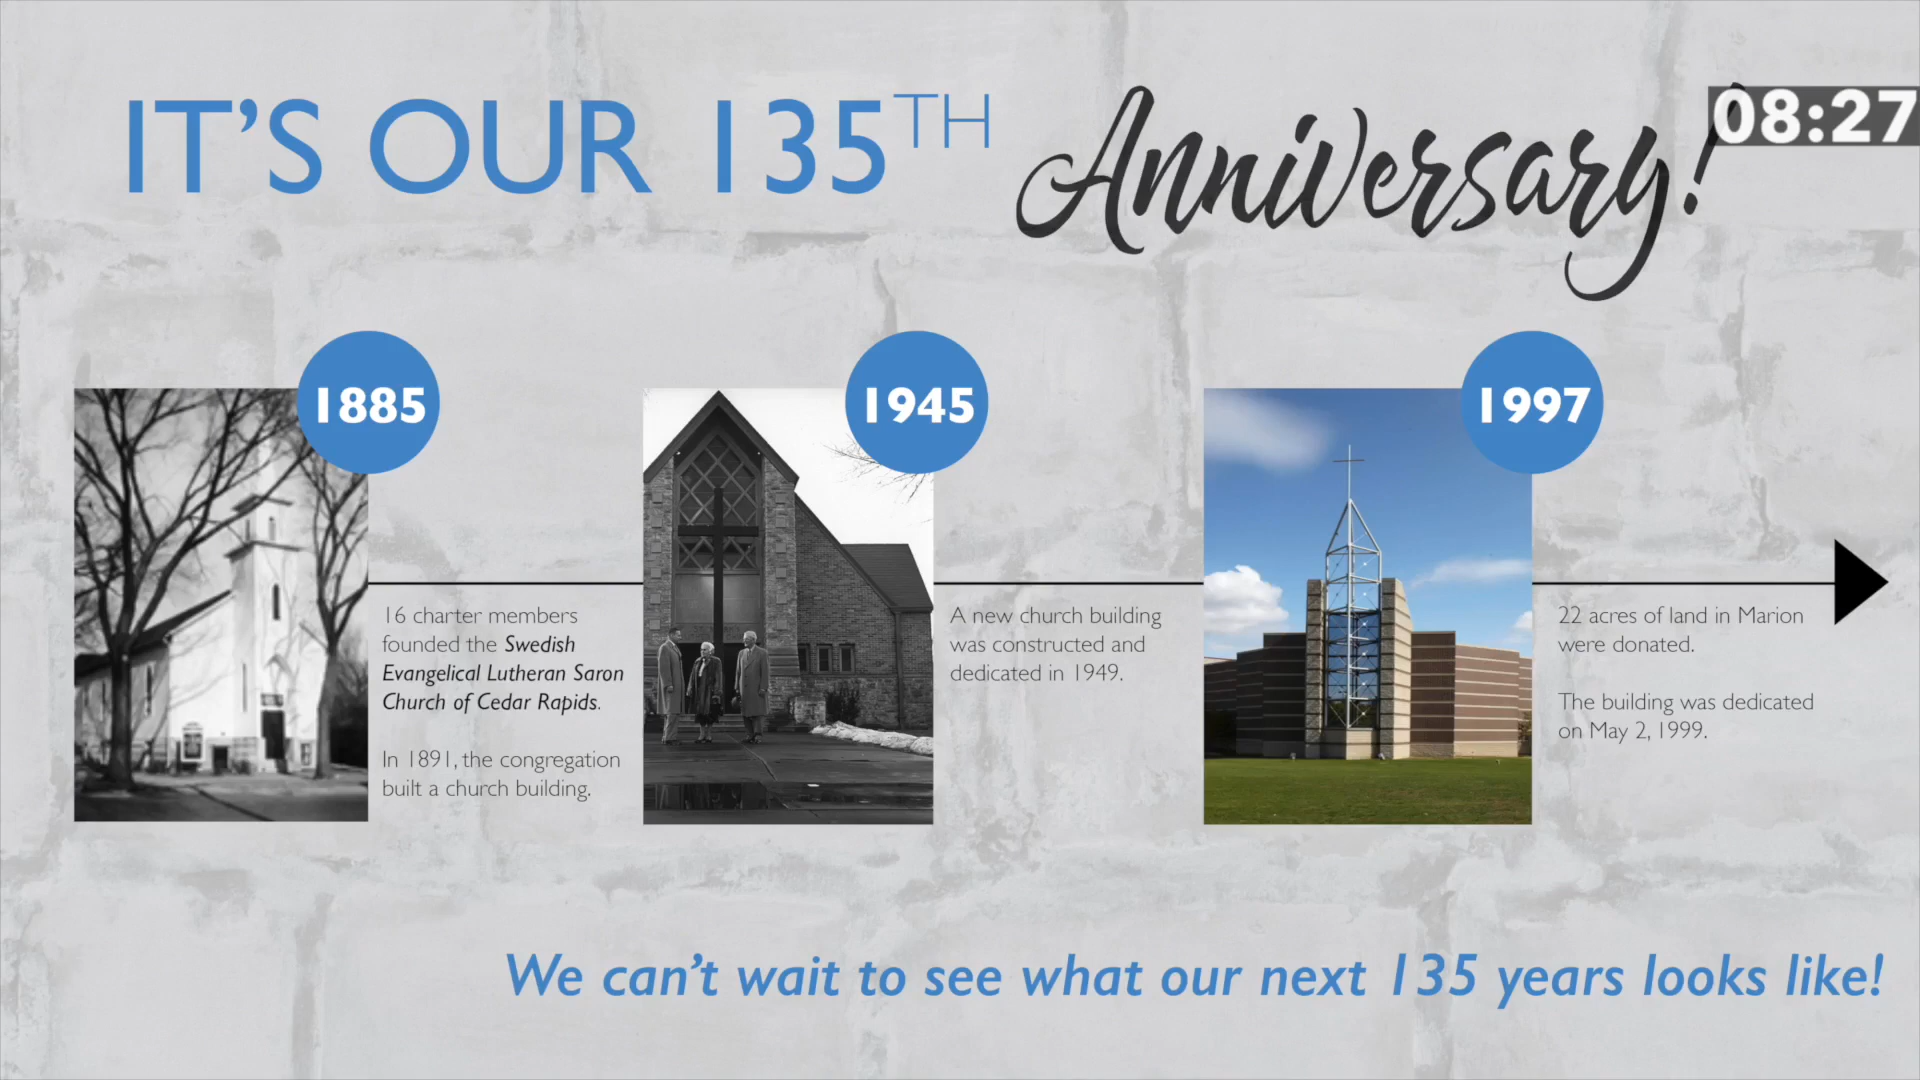 IT'S OUR 135TH Anniversary!
08:27
1885
16 charter members
founded the Swedish
Evangelical Lutheran Saron
Church of Cedar Rapids.
In 1891, the congregation
built a church building.
1945
A new church building
was constructed and
dedicated in 1949.
1997
22 acres of land in Marion
were donated.
The building was dedicated
on May 2, 1999.
We can't wait to see what our next 135 years looks like!